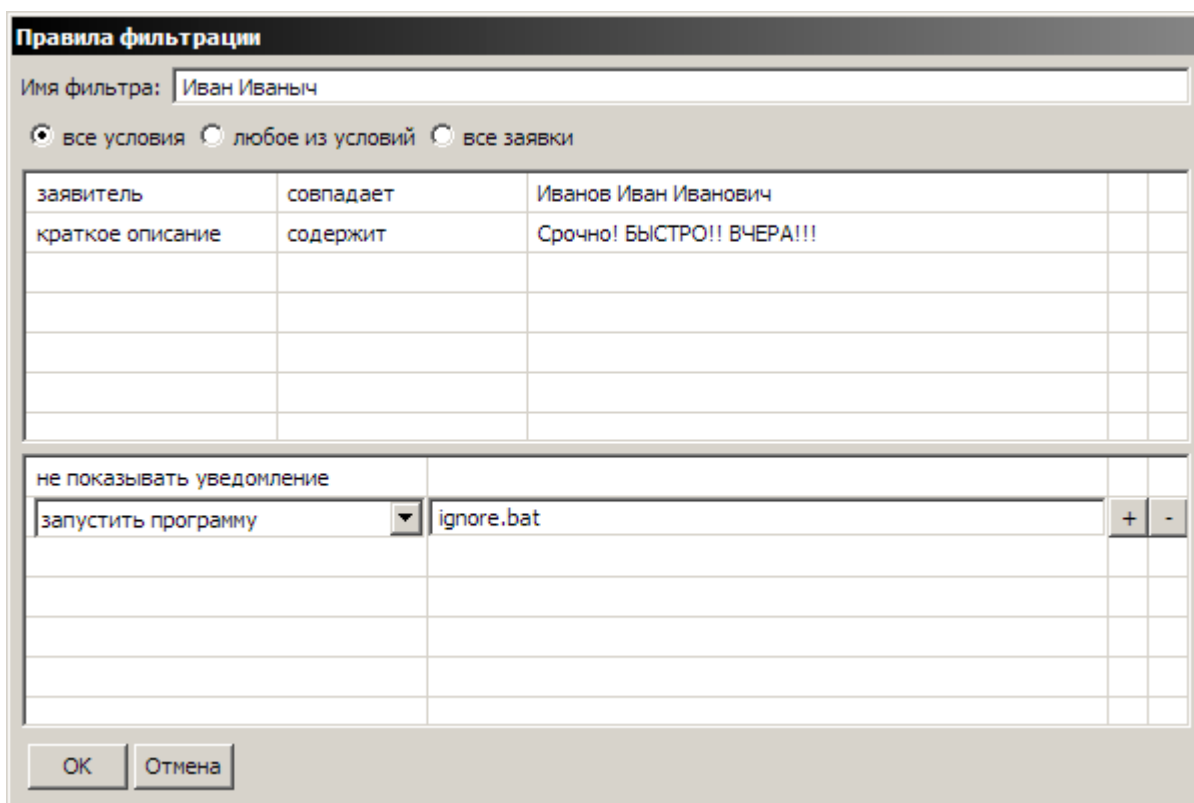 Правила фильтрации
Имя фильтра: Иван Иваныч
все условия любое из условий все заявки
заявитель совпадает Иванов Иван Иванович
краткое описание содержит Срочно! БЫСТРО!! ВЧЕРА!!!
не показывать уведомление
запустить программу ignore.bat + -
OK Отмена